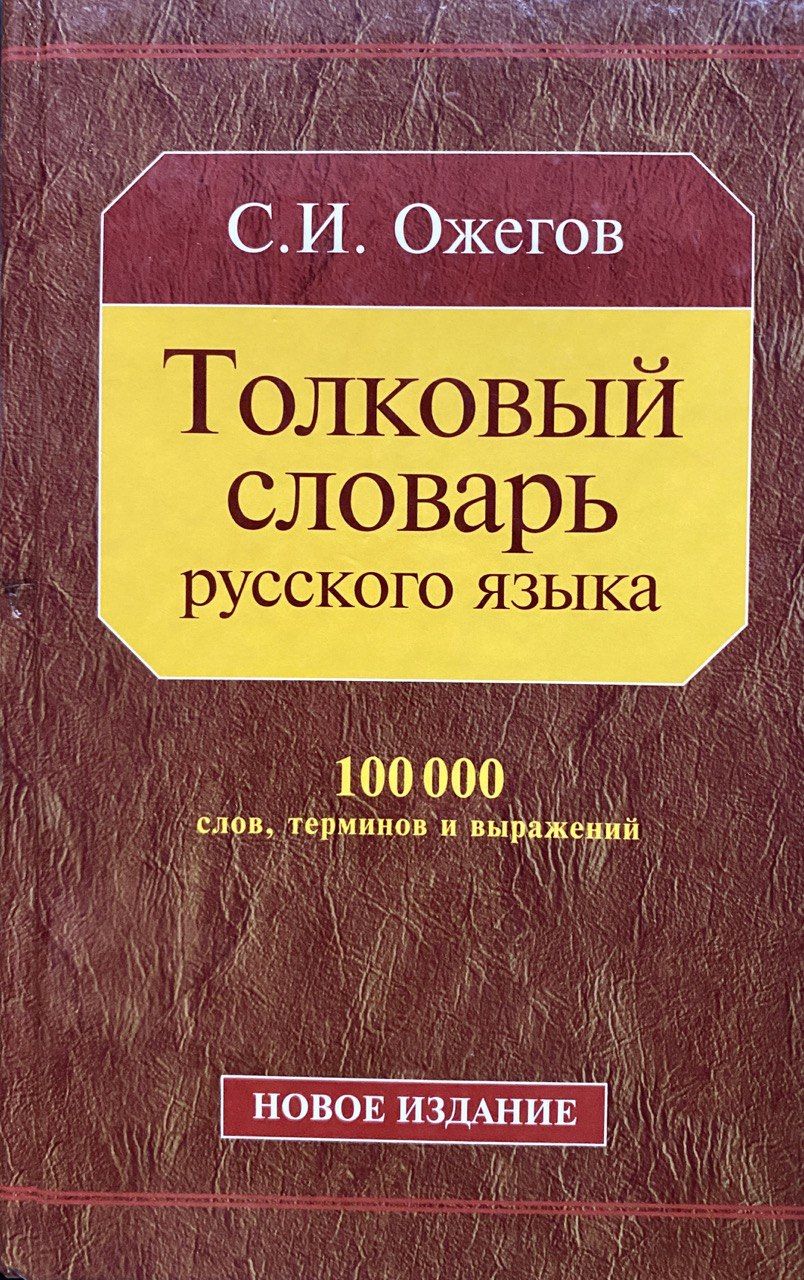 С.И. Ожегов
Толковый
словарь
русского языка
100 000
слов, терминов и выражений
НОВОЕ ИЗДАНИЕ